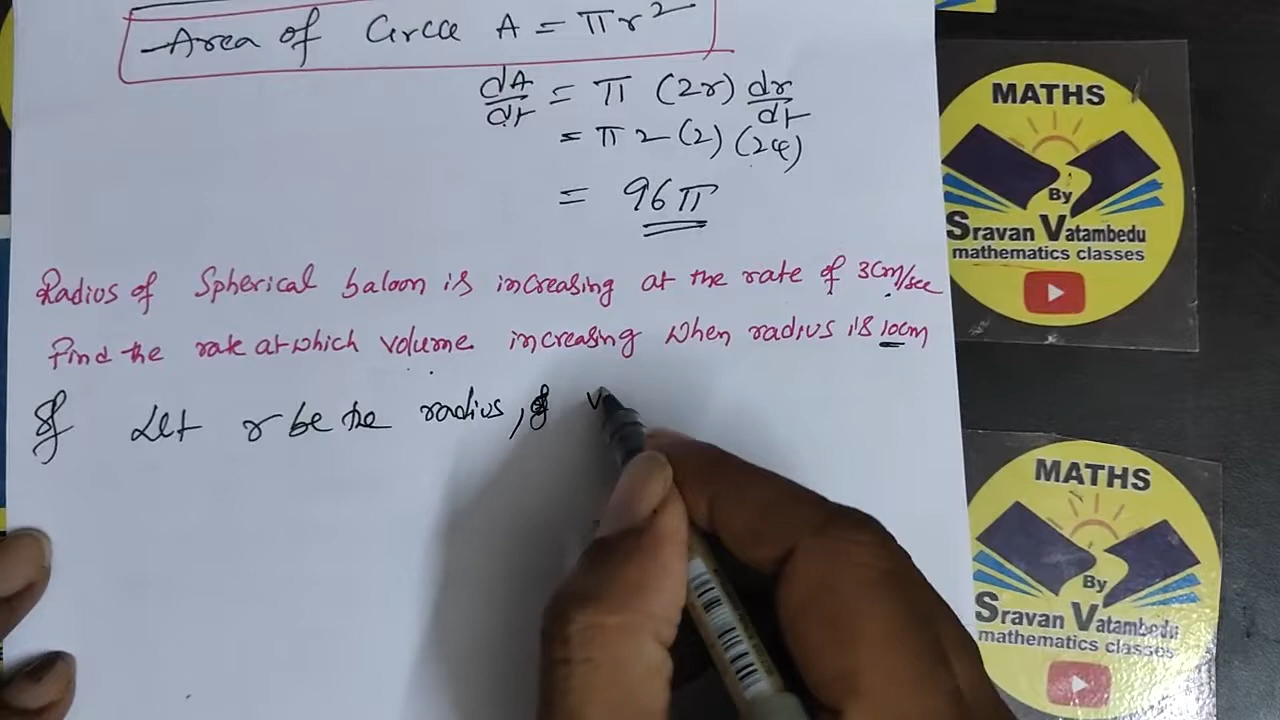 Area of Circle A = πr²
dA/dt = π (2r) dr/dt
= π 2 (2) (24)
= 96π
Radios of Spherical baloon is increasing at the rate of 3cm/sec
Find the rate at which volume increasing when radius is 10cm
Let r be the radius, V
MATHS
By
Sravan Vatambedu
mathematics classes
MATHS
By
Sravan Vatambedu
mathematics classes